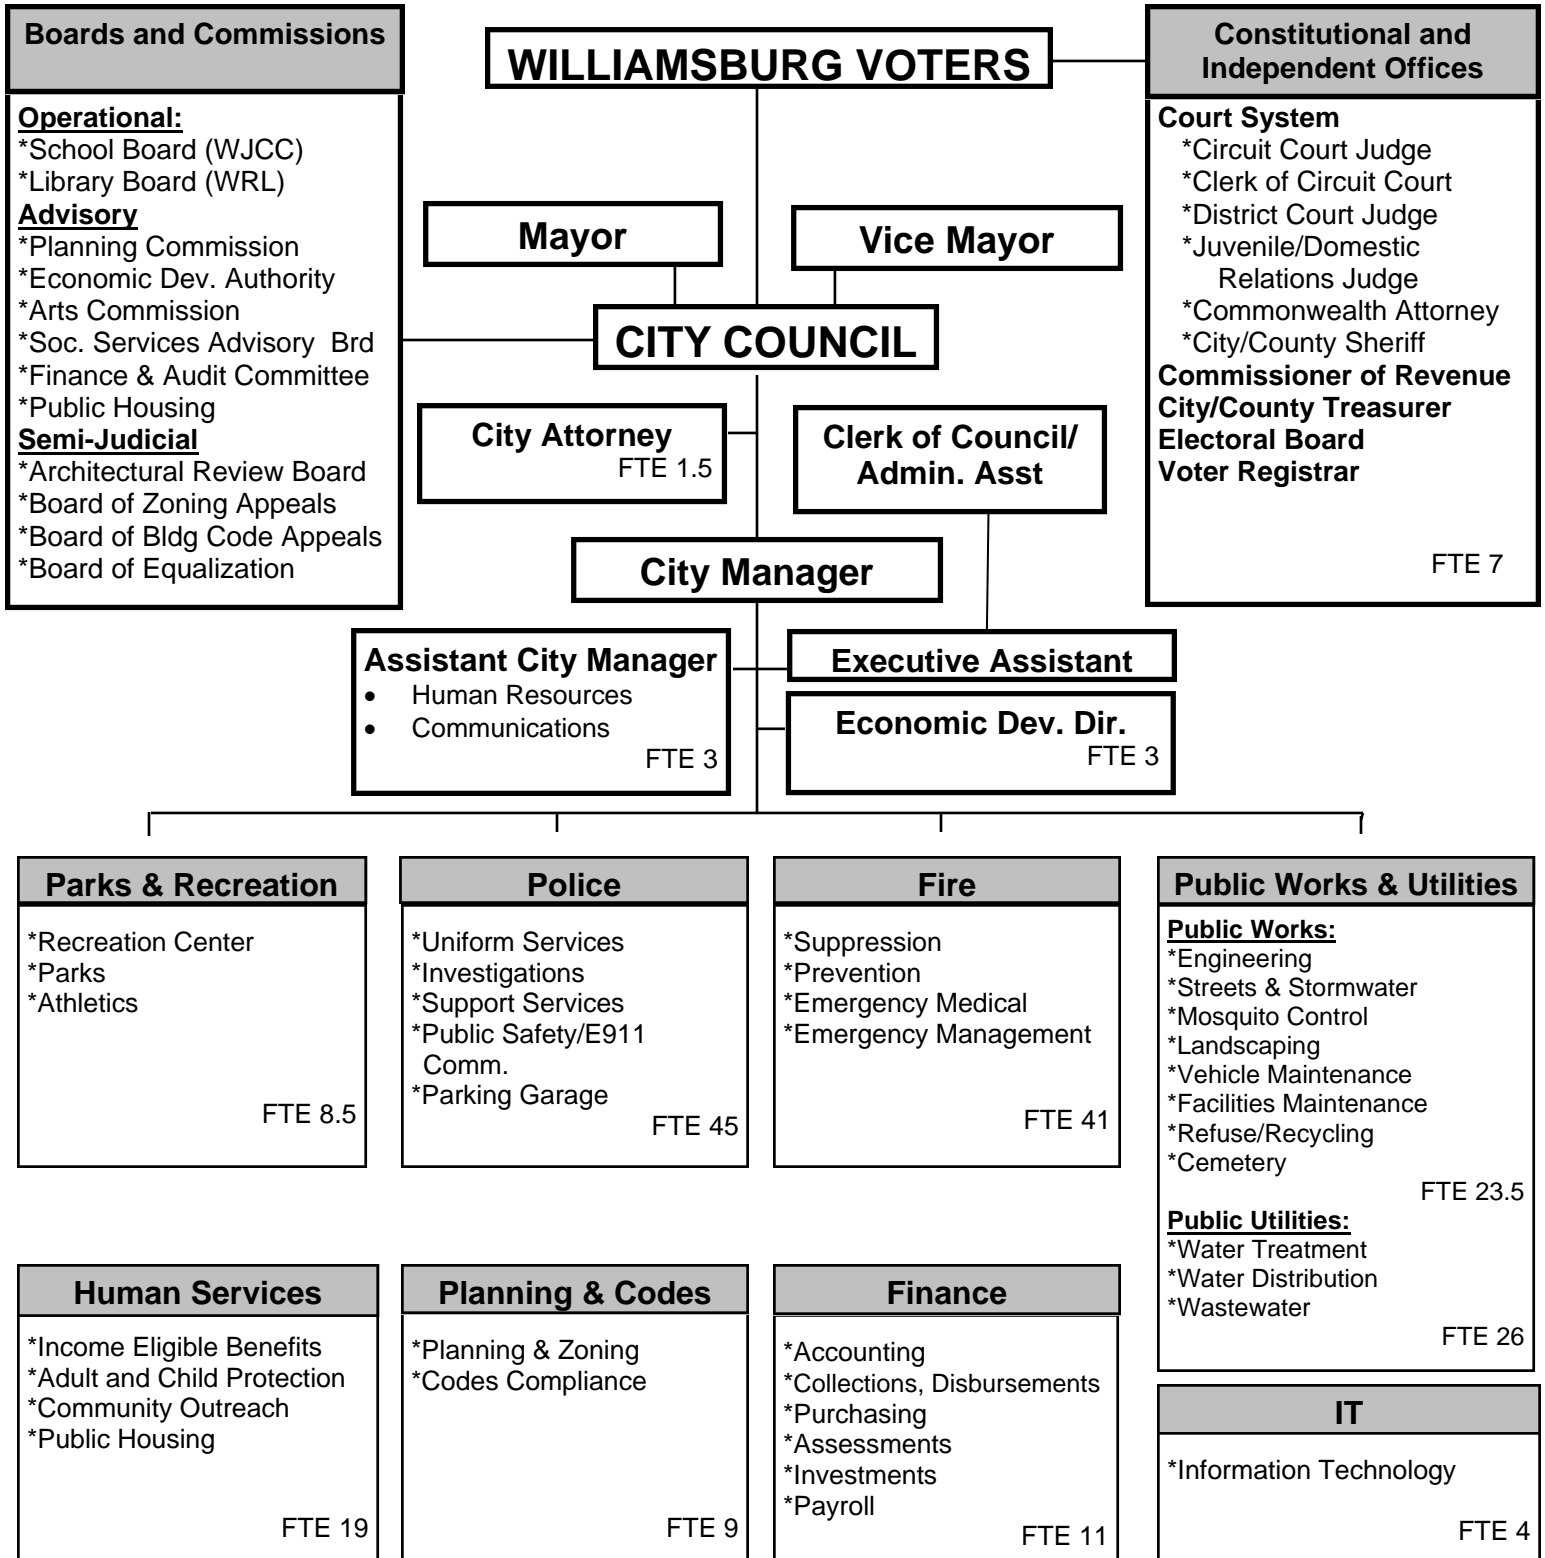 Boards and Commissions
Operational:
*School Board (WJCC)
*Library Board (WRL)
Advisory
*Planning Commission
*Economic Dev. Authority
*Arts Commission
*Soc. Services Advisory  Brd
*Finance & Audit Committee
*Public Housing
Semi-Judicial
*Architectural Review Board
*Board of Zoning Appeals
*Board of Bldg Code Appeals
*Board of Equalization
WILLIAMSBURG VOTERS
Constitutional and
Independent Offices
Court System
*Circuit Court Judge
*Clerk of Circuit Court
*District Court Judge
*Juvenile/Domestic
Relations Judge
*Commonwealth Attorney
*City/County Sheriff
Commissioner of Revenue
City/County Treasurer
Electoral Board
Voter Registrar
FTE 7
Mayor
Vice Mayor
CITY COUNCIL
City Attorney
FTE 1.5
Clerk of Council/
Admin. Asst
City Manager
Assistant City Manager
• Human Resources
• Communications
FTE 3
Executive Assistant
Economic Dev. Dir.
FTE 3
Parks & Recreation
*Recreation Center
*Parks
*Athletics
FTE 8.5
Police
*Uniform Services
*Investigations
*Support Services
*Public Safety/E911
Comm.
*Parking Garage
FTE 45
Fire
*Suppression
*Prevention
*Emergency Medical
*Emergency Management
FTE 41
Public Works & Utilities
Public Works:
*Engineering
*Streets & Stormwater
*Mosquito Control
*Landscaping
*Vehicle Maintenance
*Facilities Maintenance
*Refuse/Recycling
*Cemetery
FTE 23.5
Public Utilities:
*Water Treatment
*Water Distribution
*Wastewater
FTE 26
Human Services
*Income Eligible Benefits
*Adult and Child Protection
*Community Outreach
*Public Housing
FTE 19
Planning & Codes
*Planning & Zoning
*Codes Compliance
FTE 9
Finance
*Accounting
*Collections, Disbursements
*Purchasing
*Assessments
*Investments
*Payroll
FTE 11
IT
*Information Technology
FTE 4